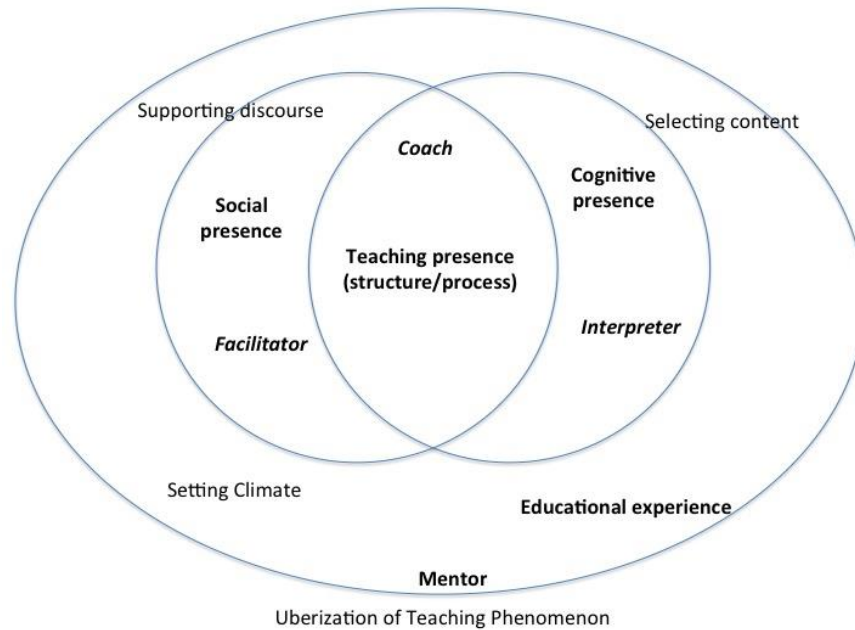 Supporting discourse
Selecting content
Coach
Cognitive
presence
Social
presence
Teaching presence
(structure/process)
Interpreter
Facilitator
Setting Climate
Educational experience
Mentor
Uberization of Teaching Phenomenon